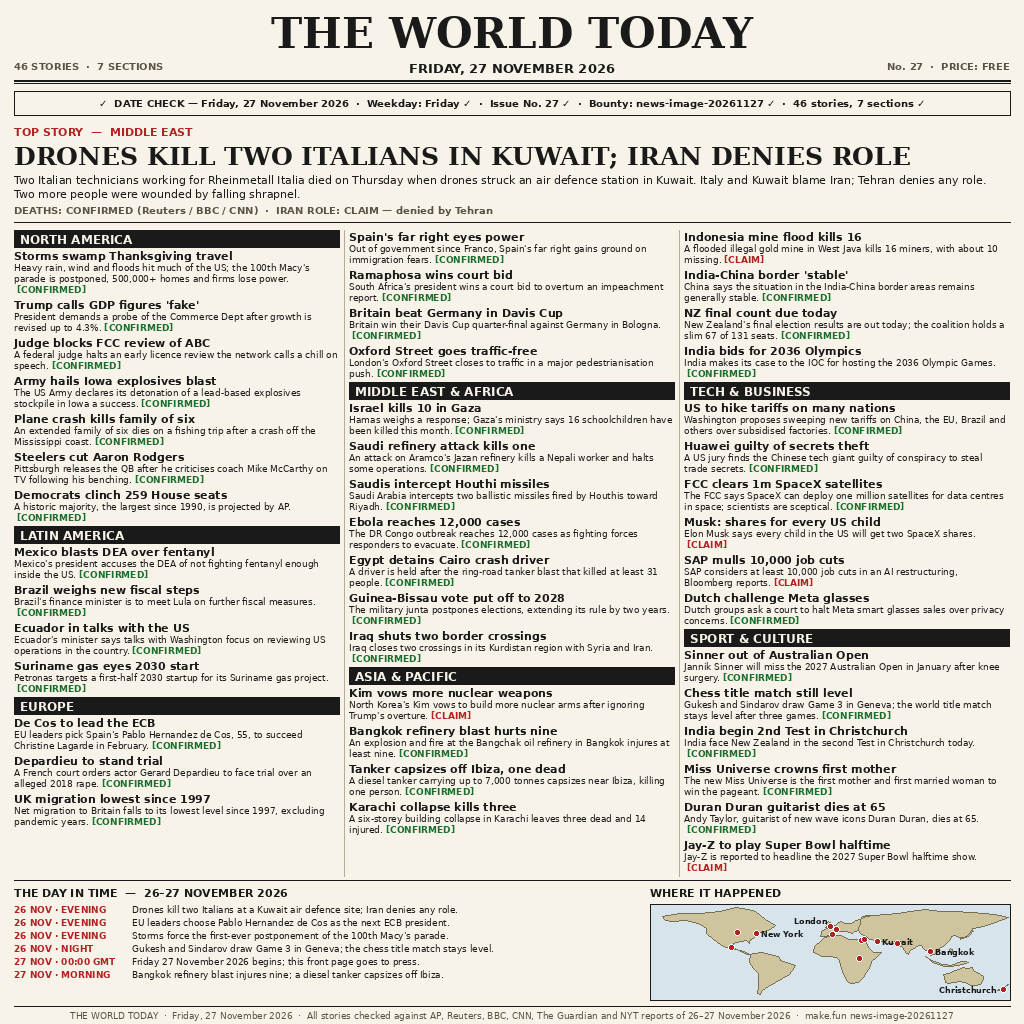 THE WORLD TODAY
46 STORIES · 7 SECTIONS
FRIDAY, 27 NOVEMBER 2026
No. 27 · PRICE: FREE
✓ DATE CHECK — Friday, 27 November 2026 · Weekday: Friday ✓ · Issue No. 27 ✓ · Bounty: news-image-20261127 ✓ · 46 stories, 7 sections ✓
TOP STORY — MIDDLE EAST
DRONES KILL TWO ITALIANS IN KUWAIT; IRAN DENIES ROLE
Two Italian technicians working for Rheinmetall Italia died on Thursday when drones struck an air defence station in Kuwait. Italy and Kuwait blame Iran; Tehran denies any role.
Two more people were wounded by falling shrapnel.
DEATHS: CONFIRMED (Reuters / BBC / CNN) · IRAN ROLE: CLAIM — denied by Tehran
NORTH AMERICA
Storms swamp Thanksgiving travel
Heavy rain, wind and floods hit much of the US; the 100th Macy's
parade is postponed, 500,000+ homes and firms lose power.
[CONFIRMED]
Trump calls GDP figures 'fake'
President demands a probe of the Commerce Dept after growth is
revised up to 4.3%. [CONFIRMED]
Judge blocks FCC review of ABC
A federal judge halts an early licence review the network calls a chill on
speech. [CONFIRMED]
Army hails Iowa explosives blast
The US Army declares its detonation of a lead-based explosives
stockpile in Iowa a success. [CONFIRMED]
Plane crash kills family of six
An extended family of six dies on a fishing trip after a crash off the
Mississippi coast. [CONFIRMED]
Steelers cut Aaron Rodgers
Pittsburgh releases the QB after he criticises coach Mike McCarthy on
TV following his benching. [CONFIRMED]
Democrats clinch 259 House seats
A historic majority, the largest since 1990, is projected by AP.
[CONFIRMED]
LATIN AMERICA
Mexico blasts DEA over fentanyl
Mexico's president accuses the DEA of not fighting fentanyl enough
inside the US. [CONFIRMED]
Brazil weighs new fiscal steps
Brazil's finance minister is to meet Lula on further fiscal measures.
[CONFIRMED]
Ecuador in talks with the US
Ecuador's minister says talks with Washington focus on reviewing US
operations in the country. [CONFIRMED]
Suriname gas eyes 2030 start
Petronas targets a first-half 2030 startup for its Suriname gas project.
[CONFIRMED]
EUROPE
De Cos to lead the ECB
EU leaders pick Spain's Pablo Hernandez de Cos, 55, to succeed
Christine Lagarde in February. [CONFIRMED]
Depardieu to stand trial
A French court orders actor Gerard Depardieu to face trial over an
alleged 2018 rape. [CONFIRMED]
UK migration lowest since 1997
Net migration to Britain falls to its lowest level since 1997, excluding
pandemic years. [CONFIRMED]
Spain's far right eyes power
Out of government since Franco, Spain's far right gains ground on
immigration fears. [CONFIRMED]
Ramaphosa wins court bid
South Africa's president wins a court bid to overturn an impeachment
report. [CONFIRMED]
Britain beat Germany in Davis Cup
Britain win their Davis Cup quarter-final against Germany in Bologna.
[CONFIRMED]
Oxford Street goes traffic-free
London's Oxford Street closes to traffic in a major pedestrianisation
push. [CONFIRMED]
MIDDLE EAST & AFRICA
Israel kills 10 in Gaza
Hamas weighs a response; Gaza's ministry says 16 schoolchildren have
been killed this month. [CONFIRMED]
Saudi refinery attack kills one
An attack on Aramco's Jazan refinery kills a Nepali worker and halts
some operations. [CONFIRMED]
Saudis intercept Houthi missiles
Saudi Arabia intercepts two ballistic missiles fired by Houthis toward
Riyadh. [CONFIRMED]
Ebola reaches 12,000 cases
The DR Congo outbreak reaches 12,000 cases as fighting forces
responders to evacuate. [CONFIRMED]
Egypt detains Cairo crash driver
A driver is held after the ring-road tanker blast that killed at least 31
people. [CONFIRMED]
Guinea-Bissau vote put off to 2028
The military junta postpones elections, extending its rule by two years.
[CONFIRMED]
Iraq shuts two border crossings
Iraq closes two crossings in its Kurdistan region with Syria and Iran.
[CONFIRMED]
ASIA & PACIFIC
Kim vows more nuclear weapons
North Korea's Kim vows to build more nuclear arms after ignoring
Trump's overture. [CLAIM]
Bangkok refinery blast hurts nine
An explosion and fire at the Bangchak oil refinery in Bangkok injures at
least nine. [CONFIRMED]
Tanker capsizes off Ibiza, one dead
A diesel tanker carrying up to 7,000 tonnes capsizes near Ibiza, killing
one person. [CONFIRMED]
Karachi collapse kills three
A six-storey building collapse in Karachi leaves three dead and 14
injured. [CONFIRMED]
Indonesia mine flood kills 16
A flooded illegal gold mine in West Java kills 16 miners, with about 10
missing. [CLAIM]
India-China border 'stable'
China says the situation in the India-China border areas remains
generally stable. [CONFIRMED]
NZ final count due today
New Zealand's final election results are out today; the coalition holds a
slim 67 of 131 seats. [CONFIRMED]
India bids for 2036 Olympics
India makes its case to the IOC for hosting the 2036 Olympic Games.
[CONFIRMED]
TECH & BUSINESS
US to hike tariffs on many nations
Washington proposes sweeping new tariffs on China, the EU, Brazil and
others over subsidised factories. [CONFIRMED]
Huawei guilty of secrets theft
A US jury finds the Chinese tech giant guilty of conspiracy to steal
trade secrets. [CONFIRMED]
FCC clears 1m SpaceX satellites
The FCC says SpaceX can deploy one million satellites for data centres
in space; scientists are sceptical. [CONFIRMED]
Musk: shares for every US child
Elon Musk says every child in the US will get two SpaceX shares.
[CLAIM]
SAP mulls 10,000 job cuts
SAP considers at least 10,000 job cuts in an AI restructuring,
Bloomberg reports. [CLAIM]
Dutch challenge Meta glasses
Dutch groups ask a court to halt Meta smart glasses sales over privacy
concerns. [CONFIRMED]
SPORT & CULTURE
Sinner out of Australian Open
Jannik Sinner will miss the 2027 Australian Open in January after knee
surgery. [CONFIRMED]
Chess title match still level
Gukesh and Sindarov draw Game 3 in Geneva; the world title match
stays level after three games. [CONFIRMED]
India begin 2nd Test in Christchurch
India face New Zealand in the second Test in Christchurch today.
[CONFIRMED]
Miss Universe crowns first mother
The new Miss Universe is the first mother and first married woman to
win the pageant. [CONFIRMED]
Duran Duran guitarist dies at 65
Andy Taylor, guitarist of new wave icons Duran Duran, dies at 65.
[CONFIRMED]
Jay-Z to play Super Bowl halftime
Jay-Z is reported to headline the 2027 Super Bowl halftime show.
[CLAIM]
THE DAY IN TIME — 26–27 NOVEMBER 2026
26 NOV · EVENING Drones kill two Italians at a Kuwait air defence site; Iran denies any role.
26 NOV · EVENING EU leaders choose Pablo Hernandez de Cos as the next ECB president.
26 NOV · EVENING Storms force the first-ever postponement of the 100th Macy's parade.
26 NOV · NIGHT Gukesh and Sindarov draw Game 3 in Geneva; the chess title match stays level.
27 NOV · 00:00 GMT Friday 27 November 2026 begins; this front page goes to press.
27 NOV · MORNING Bangkok refinery blast injures nine; a diesel tanker capsizes off Ibiza.
WHERE IT HAPPENED
London
New York
Kuwait
Bangkok
Christchurch
THE WORLD TODAY · Friday, 27 November 2026 · All stories checked against AP, Reuters, BBC, CNN, The Guardian and NYT reports of 26–27 November 2026 · make.fun news-image-20261127